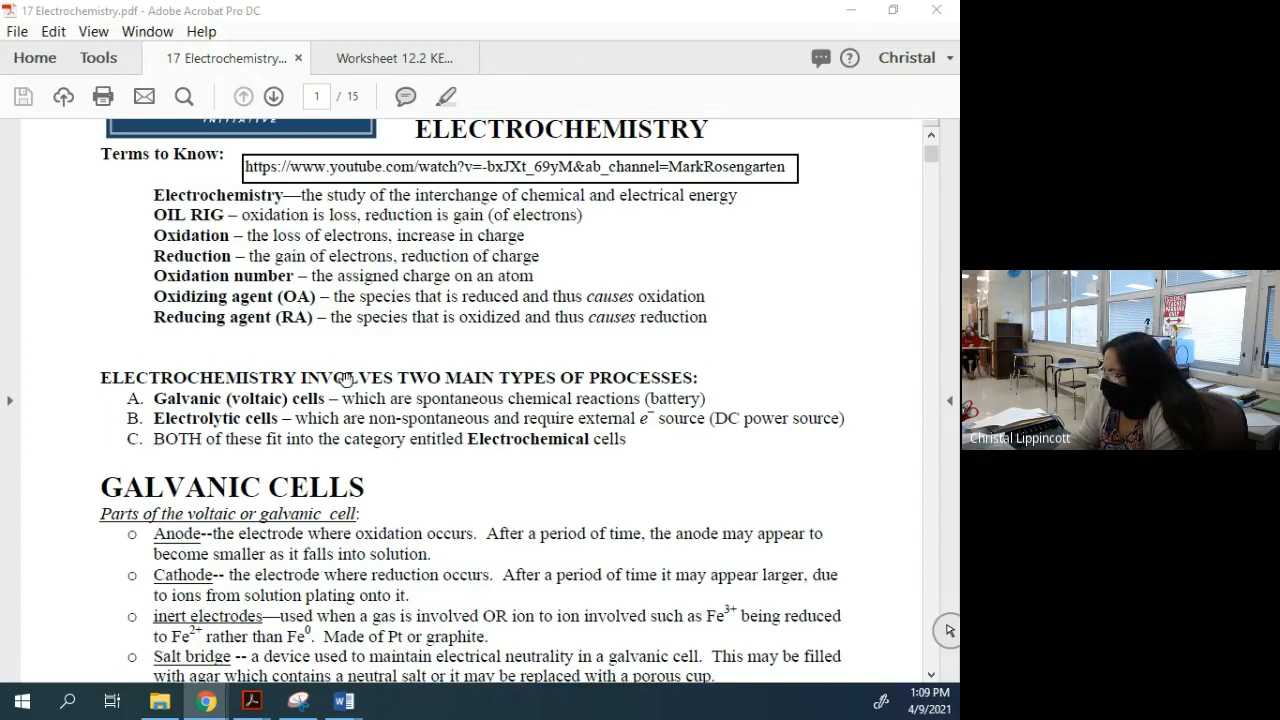 17 Electrochemistry.pdf - Adobe Acrobat Pro DC
File Edit View Window Help
Home Tools 17 Electrochemistry... × Worksheet 12.2 KE... Christal
1 / 15
INITIATIVE
ELECTROCHEMISTRY
Terms to Know:
https://www.youtube.com/watch?v=-bxJXt_69yM&ab_channel=MarkRosengarten
Electrochemistry—the study of the interchange of chemical and electrical energy
OIL RIG – oxidation is loss, reduction is gain (of electrons)
Oxidation – the loss of electrons, increase in charge
Reduction – the gain of electrons, reduction of charge
Oxidation number – the assigned charge on an atom
Oxidizing agent (OA) – the species that is reduced and thus causes oxidation
Reducing agent (RA) – the species that is oxidized and thus causes reduction
ELECTROCHEMISTRY INVOLVES TWO MAIN TYPES OF PROCESSES:
A. Galvanic (voltaic) cells – which are spontaneous chemical reactions (battery)
B. Electrolytic cells – which are non-spontaneous and require external e⁻ source (DC power source)
C. BOTH of these fit into the category entitled Electrochemical cells
GALVANIC CELLS
Parts of the voltaic or galvanic cell:
o Anode--the electrode where oxidation occurs. After a period of time, the anode may appear to
become smaller as it falls into solution.
o Cathode-- the electrode where reduction occurs. After a period of time it may appear larger, due
to ions from solution plating onto it.
o inert electrodes—used when a gas is involved OR ion to ion involved such as Fe³⁺ being reduced
to Fe²⁺ rather than Fe⁰. Made of Pt or graphite.
o Salt bridge -- a device used to maintain electrical neutrality in a galvanic cell. This may be filled
with agar which contains a neutral salt or it may be replaced with a porous cup.
1:09 PM
4/9/2021
SCIENCE
TEACHER
PARKING ONLY
Christal Lippincott